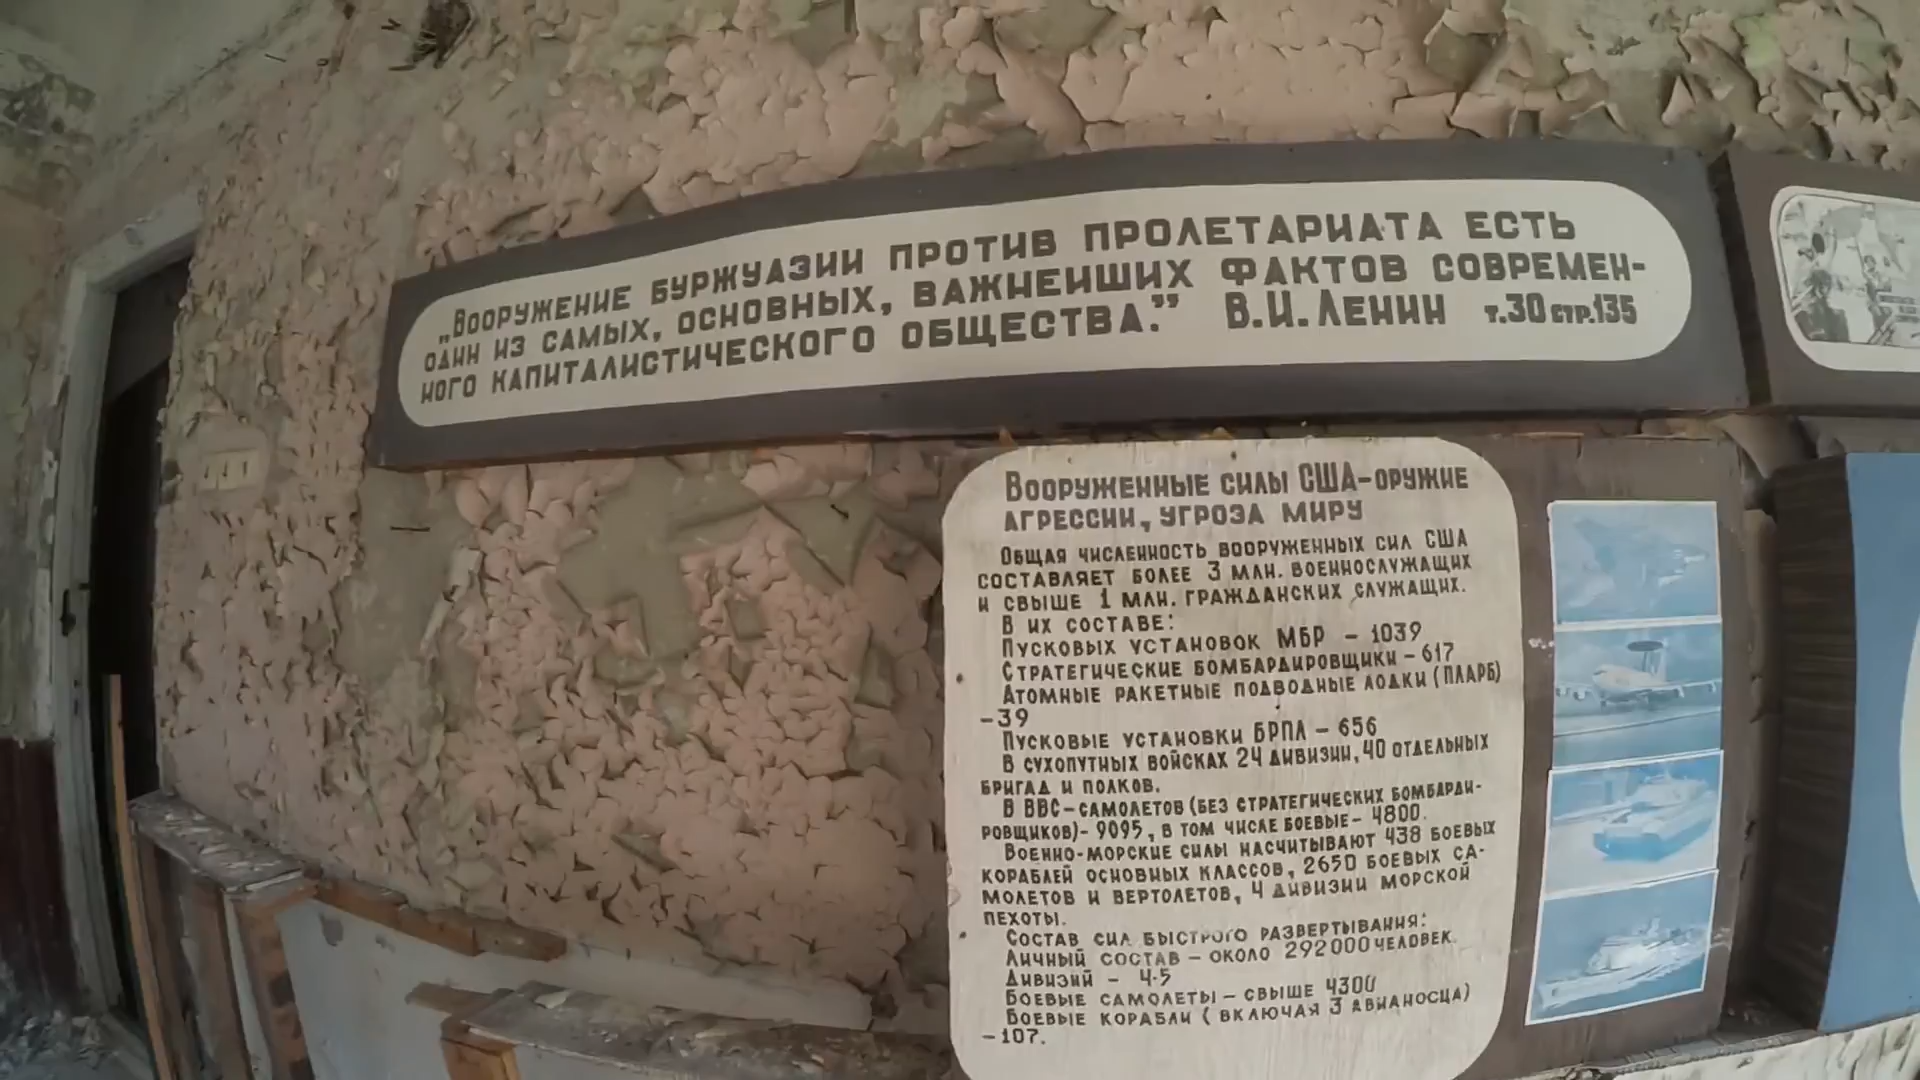 „ВООРУЖЕНИЕ БУРЖУАЗИИ ПРОТИВ ПРОЛЕТАРИАТА ЕСТЬ
ОДИН ИЗ САМЫХ, ОСНОВНЫХ, ВАЖНЕИШИХ ФАКТОВ СОВРЕМЕН-
НОГО КАПИТАЛИСТИЧЕСКОГО ОБЩЕСТВА.” В.И.ЛЕНИН т.30 стр.135
ВООРУЖЕННЫЕ СИЛЫ США-ОРУЖИЕ
АГРЕССИИ, УГРОЗА МИРУ
ОБЩАЯ ЧИСЛЕННОСТЬ ВООРУЖЕННЫХ СИЛ США
СОСТАВЛЯЕТ БОЛЕЕ 3 МЛН. ВОЕННОСЛУЖАЩИХ
И СВЫШЕ 1 МЛН. ГРАЖДАНСКИХ СЛУЖАЩИХ.
В ИХ СОСТАВЕ:
ПУСКОВЫХ УСТАНОВОК МБР - 1039
СТРАТЕГИЧЕСКИЕ БОМБАРДИРОВЩИКИ - 617
АТОМНЫЕ РАКЕТНЫЕ ПОДВОДНЫЕ ЛОДКИ (ПЛАРБ)
-39
ПУСКОВЫЕ УСТАНОВКИ БРПЛ - 656
В СУХОПУТНЫХ ВОЙСКАХ 24 ДИВИЗИИ, 40 ОТДЕЛЬНЫХ
БРИГАД И ПОЛКОВ.
В ВВС-САМОЛЕТОВ (БЕЗ СТРАТЕГИЧЕСКИХ БОМБАРДИ-
РОВЩИКОВ)- 9095, В ТОМ ЧИСЛЕ БОЕВЫЕ- 4800.
ВОЕННО-МОРСКИЕ СИЛЫ НАСЧИТЫВАЮТ 438 БОЕВЫХ
КОРАБЛЕЙ ОСНОВНЫХ КЛАССОВ, 2650 БОЕВЫХ СА-
МОЛЕТОВ И ВЕРТОЛЕТОВ, 4 ДИВИЗИИ МОРСКОЙ
ПЕХОТЫ.
СОСТАВ СИЛ БЫСТРОГО РАЗВЕРТЫВАНИЯ:
ЛИЧНЫЙ СОСТАВ - ОКОЛО 292000 ЧЕЛОВЕК.
ДИВИЗИЙ - 4-5
БОЕВЫЕ САМОЛЕТЫ - СВЫШЕ 4300
БОЕВЫЕ КОРАБЛИ ( ВКЛЮЧАЯ 3 АВИАНОСЦА)
-107.